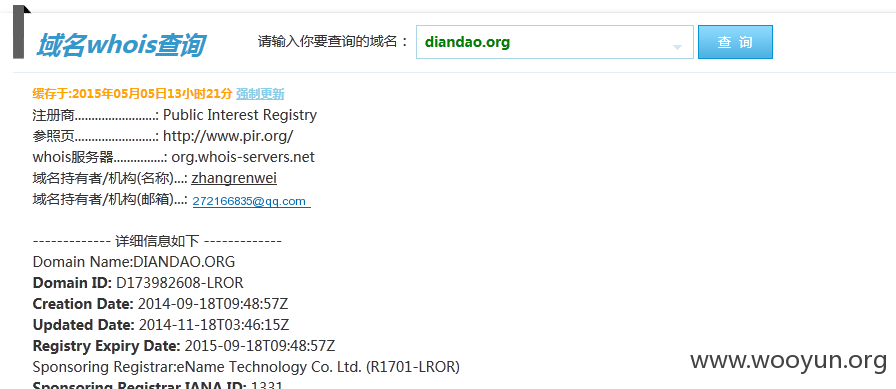 域名whois查询
请输入你要查询的域名：
diandao.org
查 询
缓存于:2015年05月05日13小时21分 强制更新
注册商........................: Public Interest Registry
参照页........................: http://www.pir.org/
whois服务器...............: org.whois-servers.net
域名持有者/机构(名称)...: zhangrenwei
域名持有者/机构(邮箱)...: 272166835@qq.com
------------- 详细信息如下 -------------
Domain Name:DIANDAO.ORG
Domain ID: D173982608-LROR
Creation Date: 2014-09-18T09:48:57Z
Updated Date: 2014-11-18T03:46:15Z
Registry Expiry Date: 2015-09-18T09:48:57Z
Sponsoring Registrar:eName Technology Co. Ltd. (R1701-LROR)
Sponsoring Registrar IANA ID: 1331
www.wooyun.org